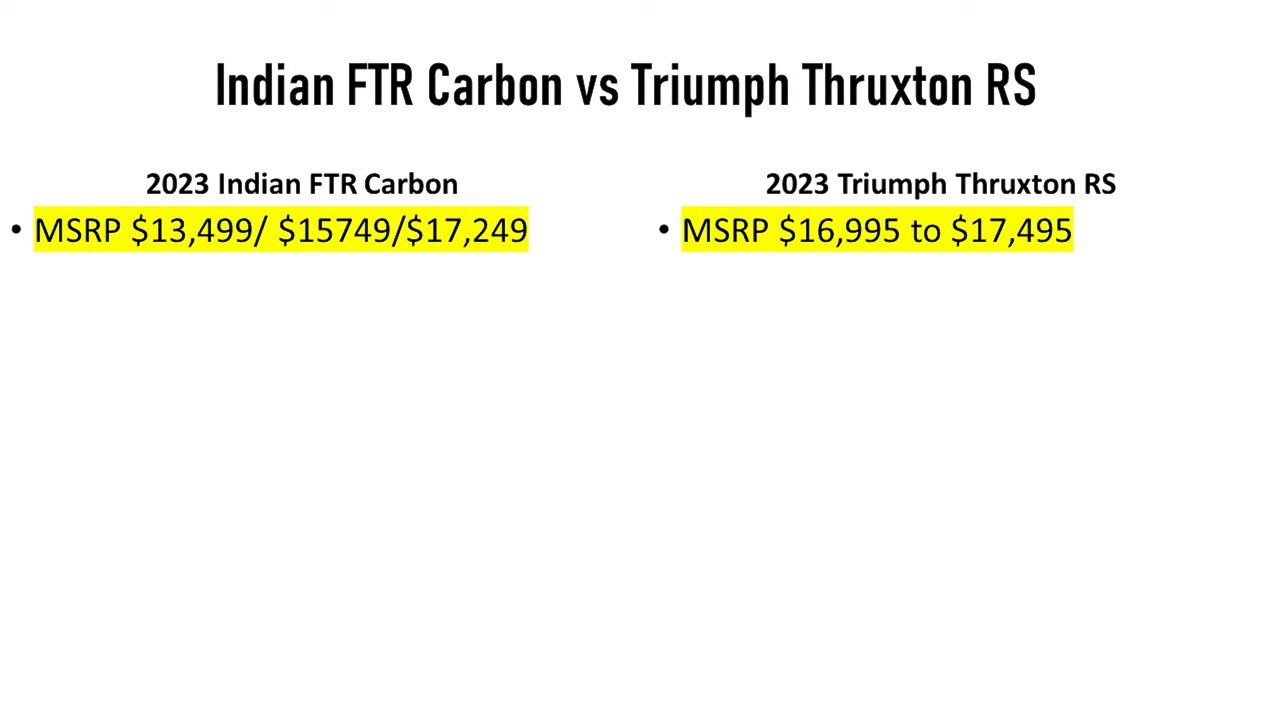 Indian FTR Carbon vs Triumph Thruxton RS
2023 Indian FTR Carbon
• MSRP $13,499/ $15749/$17,249
2023 Triumph Thruxton RS
• MSRP $16,995 to $17,495